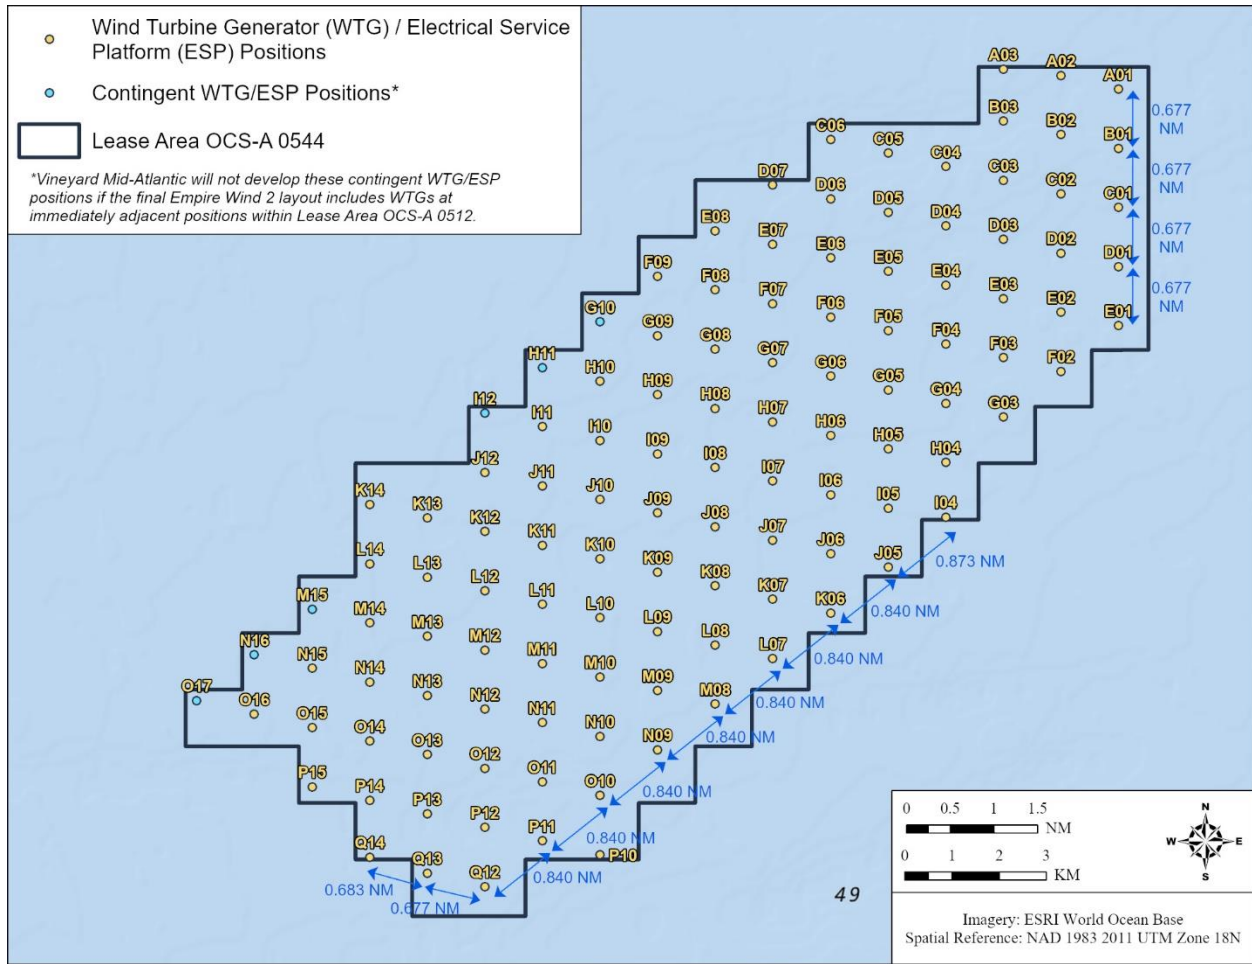 Wind Turbine Generator (WTG) / Electrical Service
Platform (ESP) Positions
Contingent WTG/ESP Positions*
Lease Area OCS-A 0544
*Vineyard Mid-Atlantic will not develop these contingent WTG/ESP
positions if the final Empire Wind 2 layout includes WTGs at
immediately adjacent positions within Lease Area OCS-A 0512.
A03 A02 A01
0.677
NM
B03 B02 B01
C06 C05 C04 C03 C02 C01
0.677
NM
D07 D06 D05 D04 D03 D02 D01
0.677
NM
E08 E07 E06 E05 E04 E03 E02 E01
0.677
NM
F09 F08 F07 F06 F05 F04 F03 F02
G10 G09 G08 G07 G06 G05 G04 G03
H11 H10 H09 H08 H07 H06 H05 H04
I12 I11 I10 I09 I08 I07 I06 I05 I04
J12 J11 J10 J09 J08 J07 J06 J05
0.873 NM
K14 K13 K12 K11 K10 K09 K08 K07 K06
0.840 NM
L14 L13 L12 L11 L10 L09 L08 L07
0.840 NM
M15 M14 M13 M12 M11 M10 M09 M08
0.840 NM
N16 N15 N14 N13 N12 N11 N10 N09
0.840 NM
O17 O16 O15 O14 O13 O12 O11 O10
0.840 NM
P15 P14 P13 P12 P11 P10
0.840 NM
Q14 Q13 Q12
0.840 NM
0.683 NM
0.677 NM
49
0 0.5 1 1.5
NM
0 1 2 3
KM
N
W E
S
Imagery: ESRI World Ocean Base
Spatial Reference: NAD 1983 2011 UTM Zone 18N